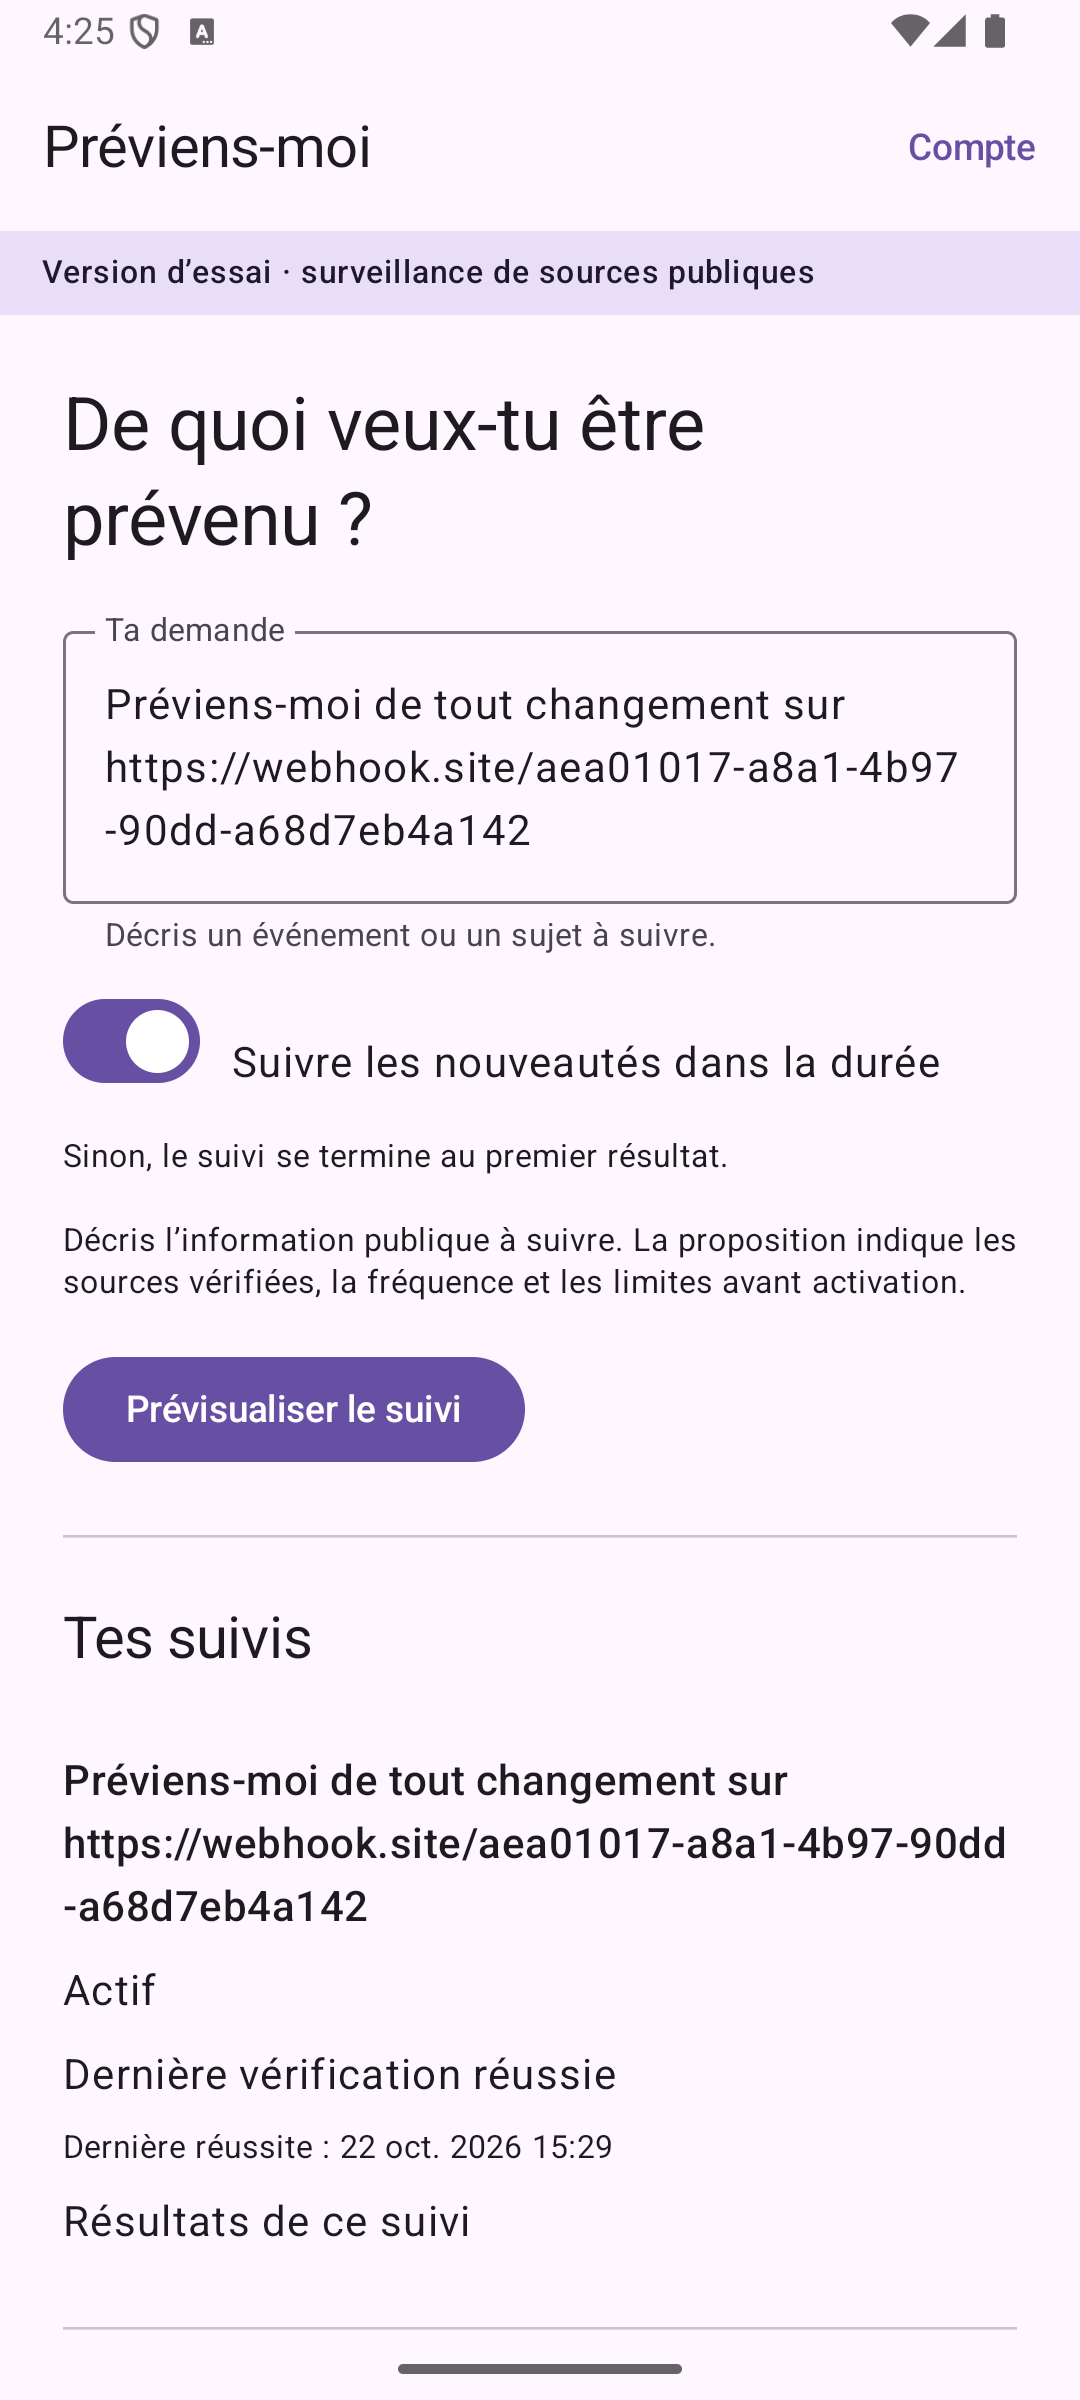 4:25
Préviens-moi
Compte
Version d’essai · surveillance de sources publiques
De quoi veux-tu être
prévenu ?
Ta demande
Préviens-moi de tout changement sur
https://webhook.site/aea01017-a8a1-4b97
-90dd-a68d7eb4a142
Décris un événement ou un sujet à suivre.
Suivre les nouveautés dans la durée
Sinon, le suivi se termine au premier résultat.
Décris l’information publique à suivre. La proposition indique les
sources vérifiées, la fréquence et les limites avant activation.
Prévisualiser le suivi
Tes suivis
Préviens-moi de tout changement sur
https://webhook.site/aea01017-a8a1-4b97-90dd
-a68d7eb4a142
Actif
Dernière vérification réussie
Dernière réussite : 22 oct. 2026 15:29
Résultats de ce suivi